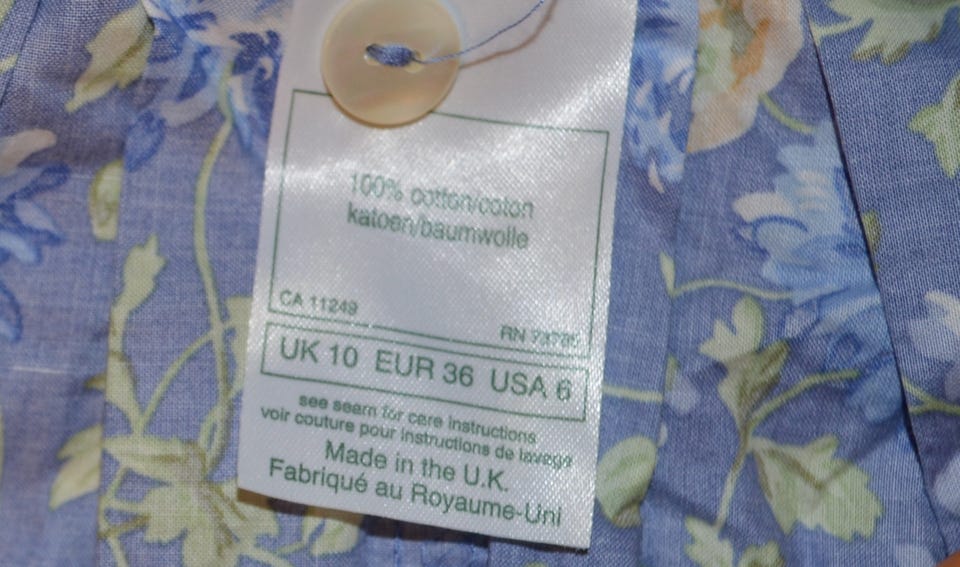 100% cotton/coton
katoen/baumwolle
CA 11249
RN
UK 10 EUR 36 USA 6
see seam for care instructions
voir couture pour instructions de lavage
Made in the U.K.
Fabriqué au Royaume-Uni